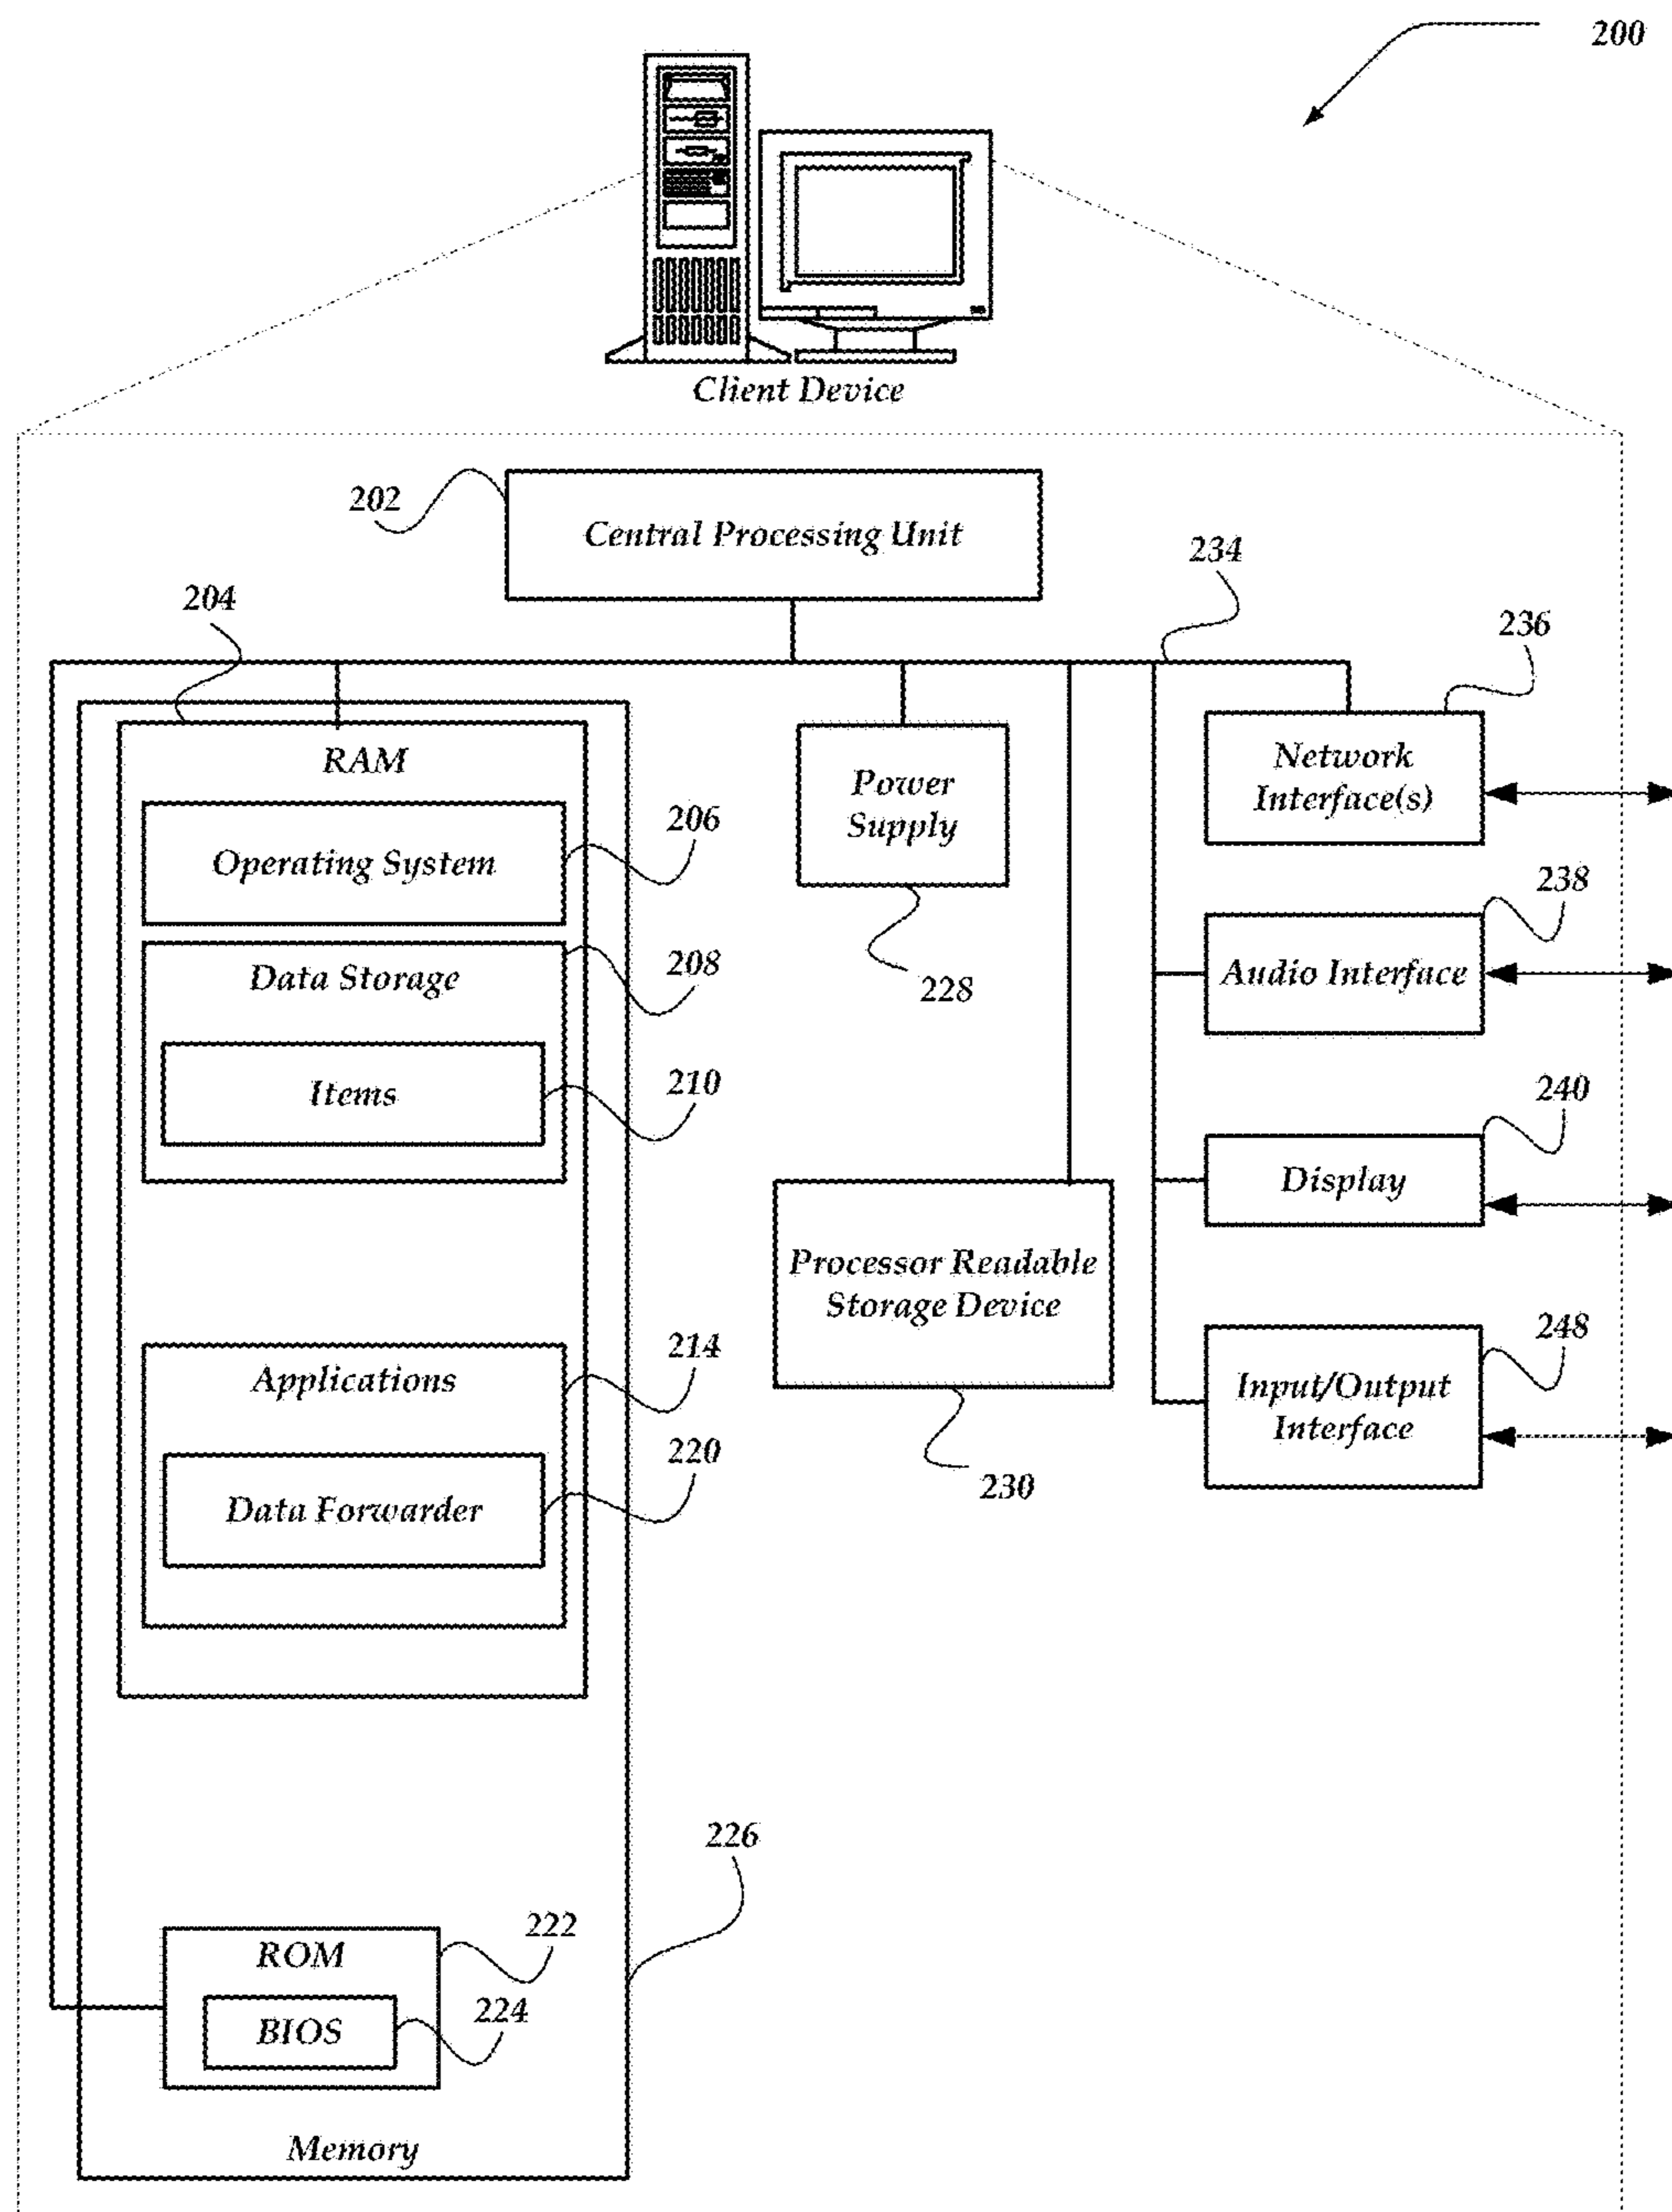 200
Client Device
202
Central Processing Unit
234
204
236
RAM
Network
Interface(s)
Power
Supply
206
Operating System
238
208
Data Storage
Audio Interface
228
210
Items
240
Display
Processor Readable
Storage Device
214
248
Applications
Input/Output
Interface
220
230
Data Forwarder
226
222
ROM
224
BIOS
Memory